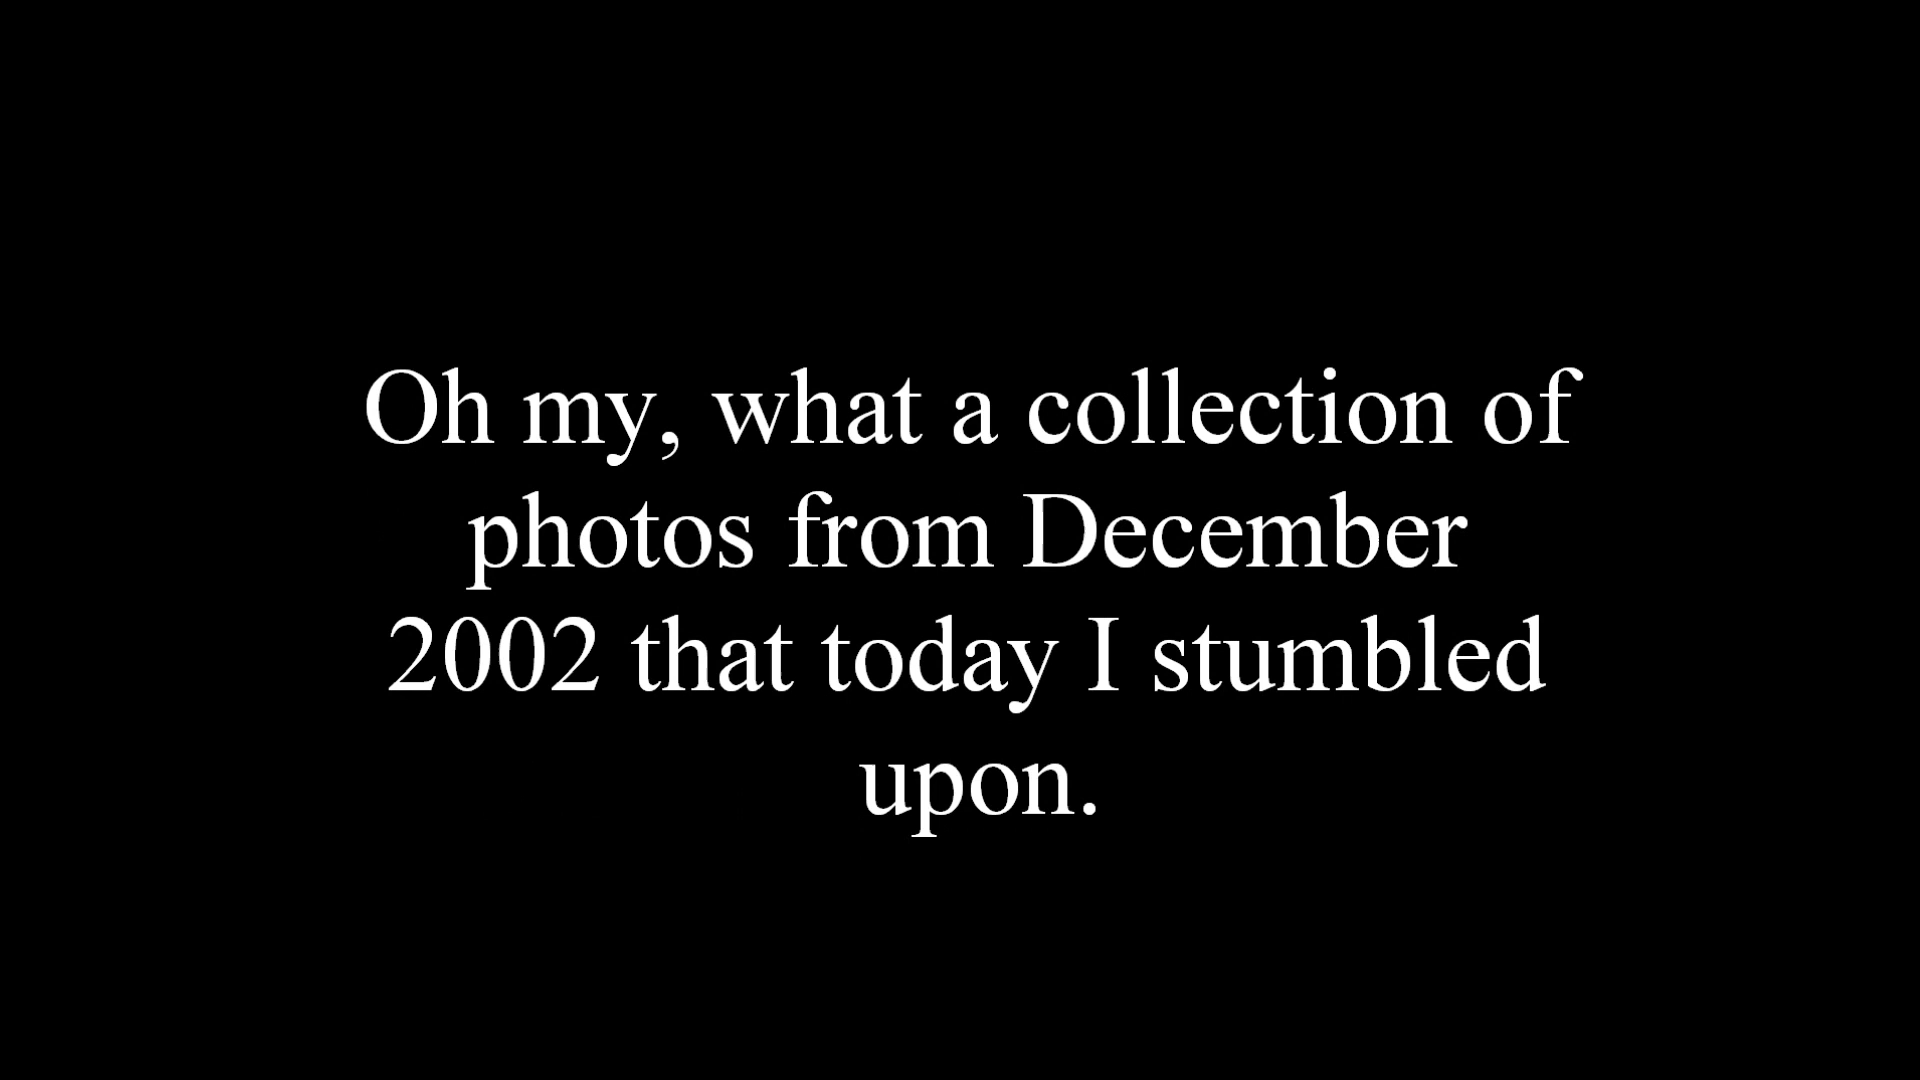 Oh my, what a collection of
photos from December
2002 that today I stumbled
upon.